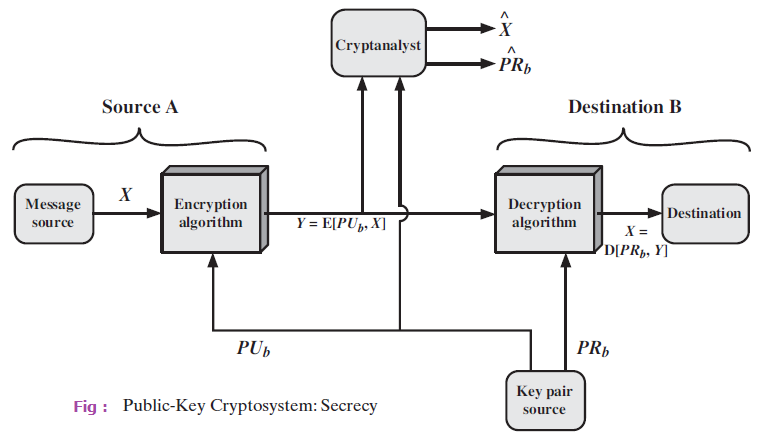 X̂
Cryptanalyst
P̂R_b
Source A
Destination B
Message
source
X
Encryption
algorithm
Y = E[PU_b, X]
Decryption
algorithm
X =
D[PR_b, Y]
Destination
PU_b
PR_b
Key pair
source
Fig : Public-Key Cryptosystem: Secrecy